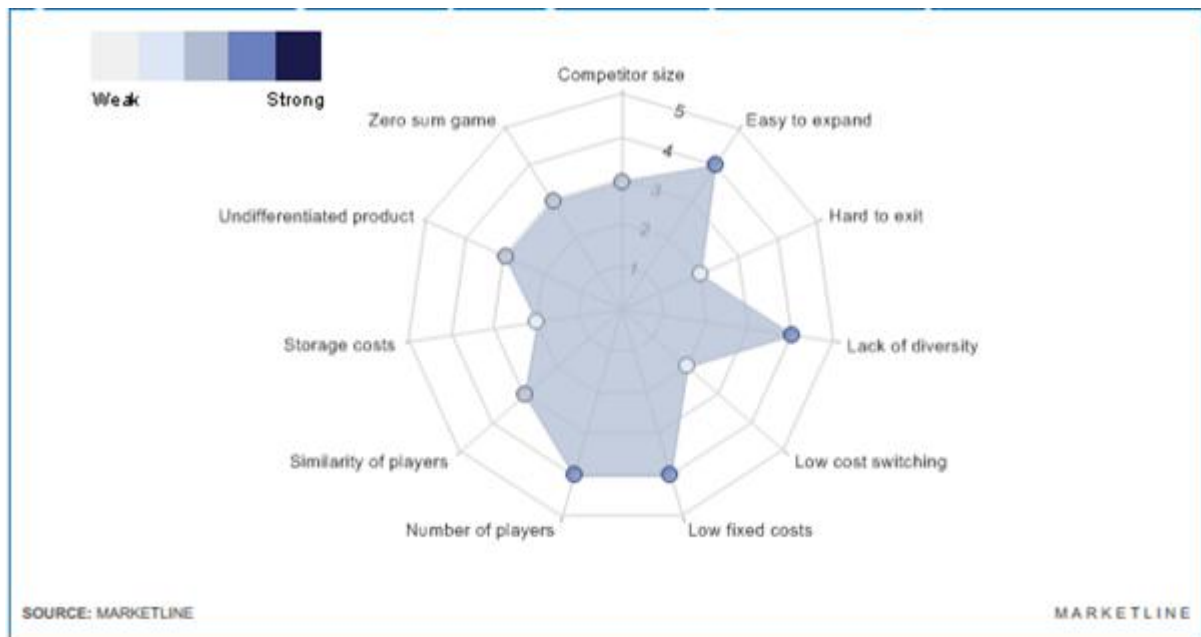 Weak Strong
Competitor size
Zero sum game
Easy to expand
5
4
3
2
1
Undifferentiated product
Hard to exit
Storage costs
Lack of diversity
Similarity of players
Low cost switching
Number of players
Low fixed costs
SOURCE: MARKETLINE
MARKETLINE